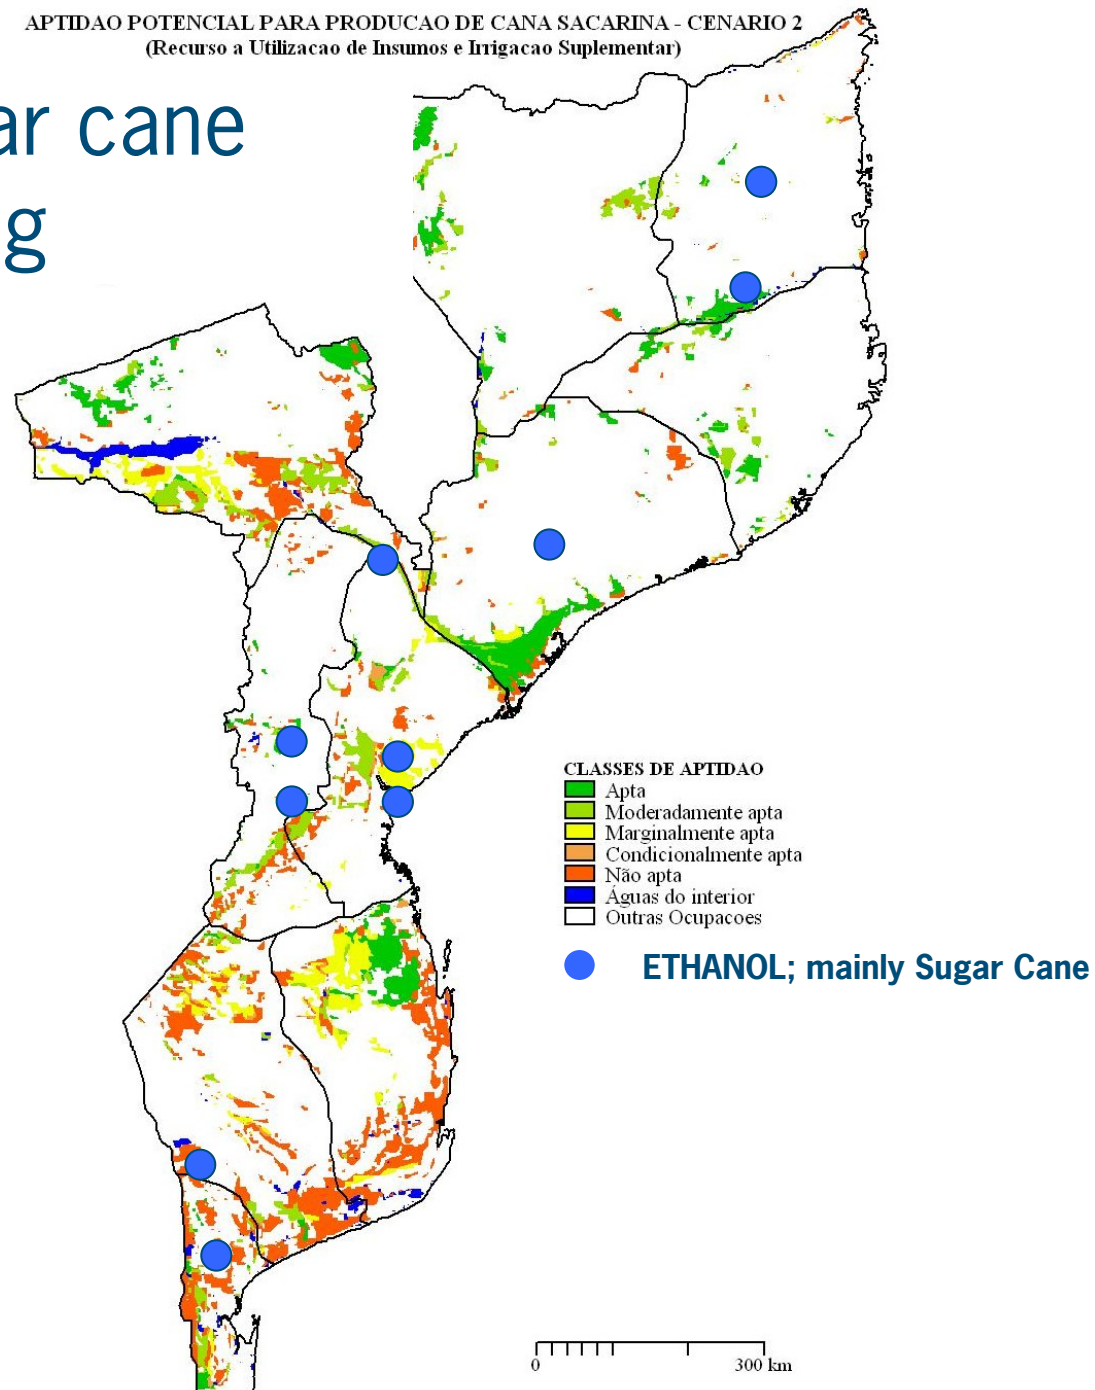 APTIDAO POTENCIAL PARA PRODUCAO DE CANA SACARINA - CENARIO 2
(Recurso a Utilizacao de Insumos e Irrigacao Suplementar)
ar cane
g
CLASSES DE APTIDAO
Apta
Moderadamente apta
Marginalmente apta
Condicionalmente apta
Não apta
Águas do interior
Outras Ocupacoes
ETHANOL; mainly Sugar Cane
0 300 km